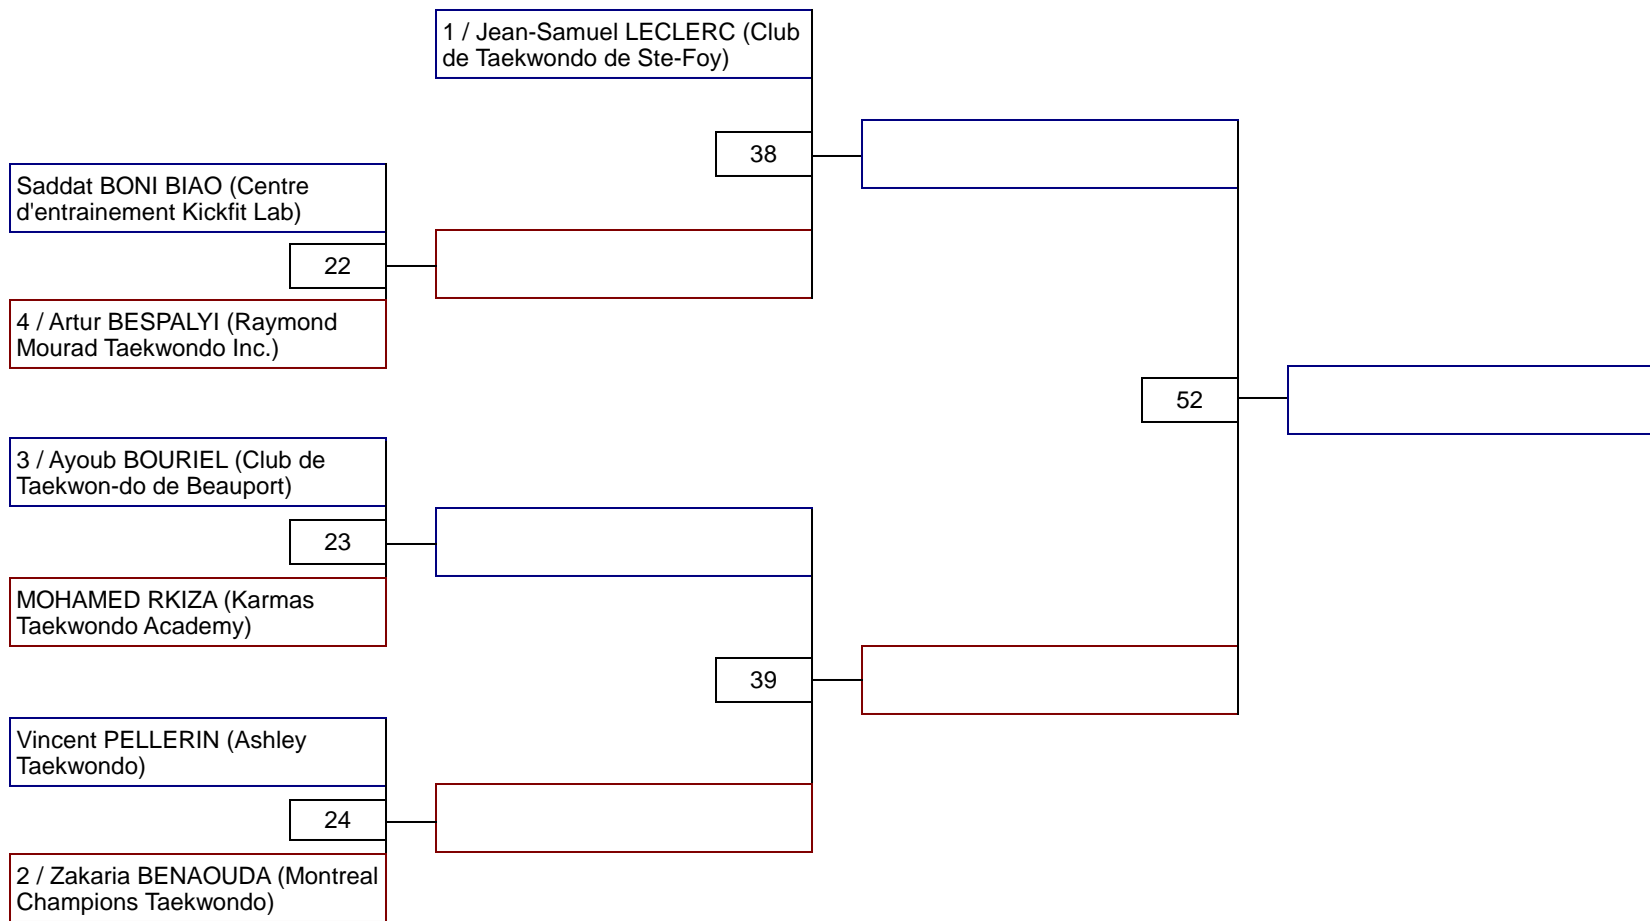 1 / Jean-Samuel LECLERC (Club
de Taekwondo de Ste-Foy)
38
Saddat BONI BIAO (Centre
d'entrainement Kickfit Lab)
22
4 / Artur BESPALYI (Raymond
Mourad Taekwondo Inc.)
52
3 / Ayoub BOURIEL (Club de
Taekwon-do de Beauport)
23
MOHAMED RKIZA (Karmas
Taekwondo Academy)
39
Vincent PELLERIN (Ashley
Taekwondo)
24
2 / Zakaria BENAOUDA (Montreal
Champions Taekwondo)